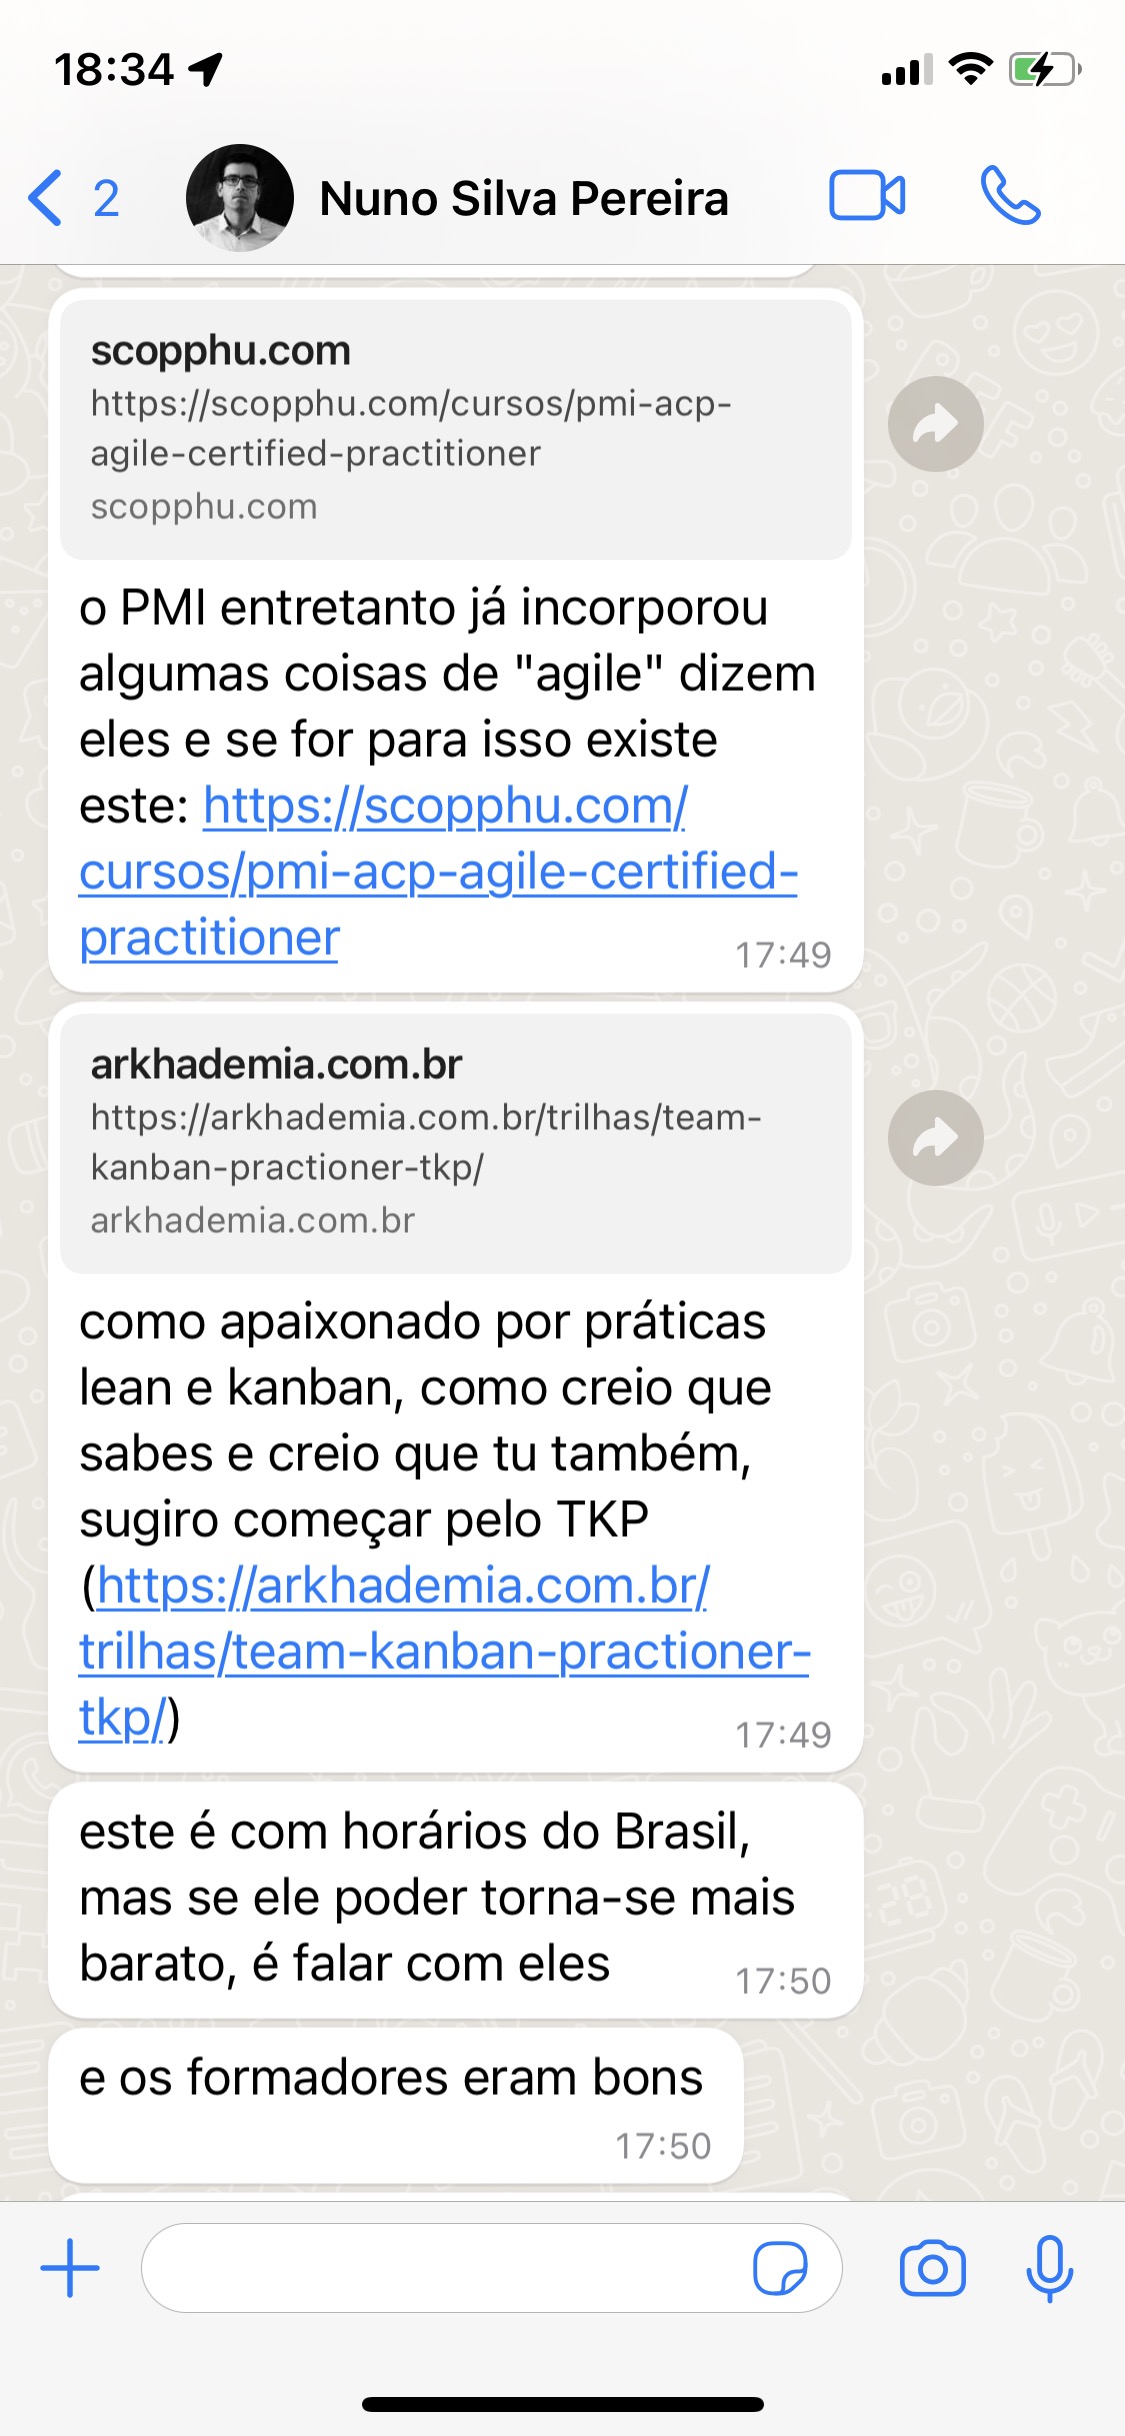 18:34
2
Nuno Silva Pereira
scopphu.com
https://scopphu.com/cursos/pmi-acp-
agile-certified-practitioner
scopphu.com
o PMI entretanto já incorporou
algumas coisas de "agile" dizem
eles e se for para isso existe
este: https://scopphu.com/
cursos/pmi-acp-agile-certified-
practitioner
17:49
arkhademia.com.br
https://arkhademia.com.br/trilhas/team-
kanban-practioner-tkp/
arkhademia.com.br
como apaixonado por práticas
lean e kanban, como creio que
sabes e creio que tu também,
sugiro começar pelo TKP
(https://arkhademia.com.br/
trilhas/team-kanban-practioner-
tkp/)
17:49
este é com horários do Brasil,
mas se ele poder torna-se mais
barato, é falar com eles
17:50
e os formadores eram bons
17:50